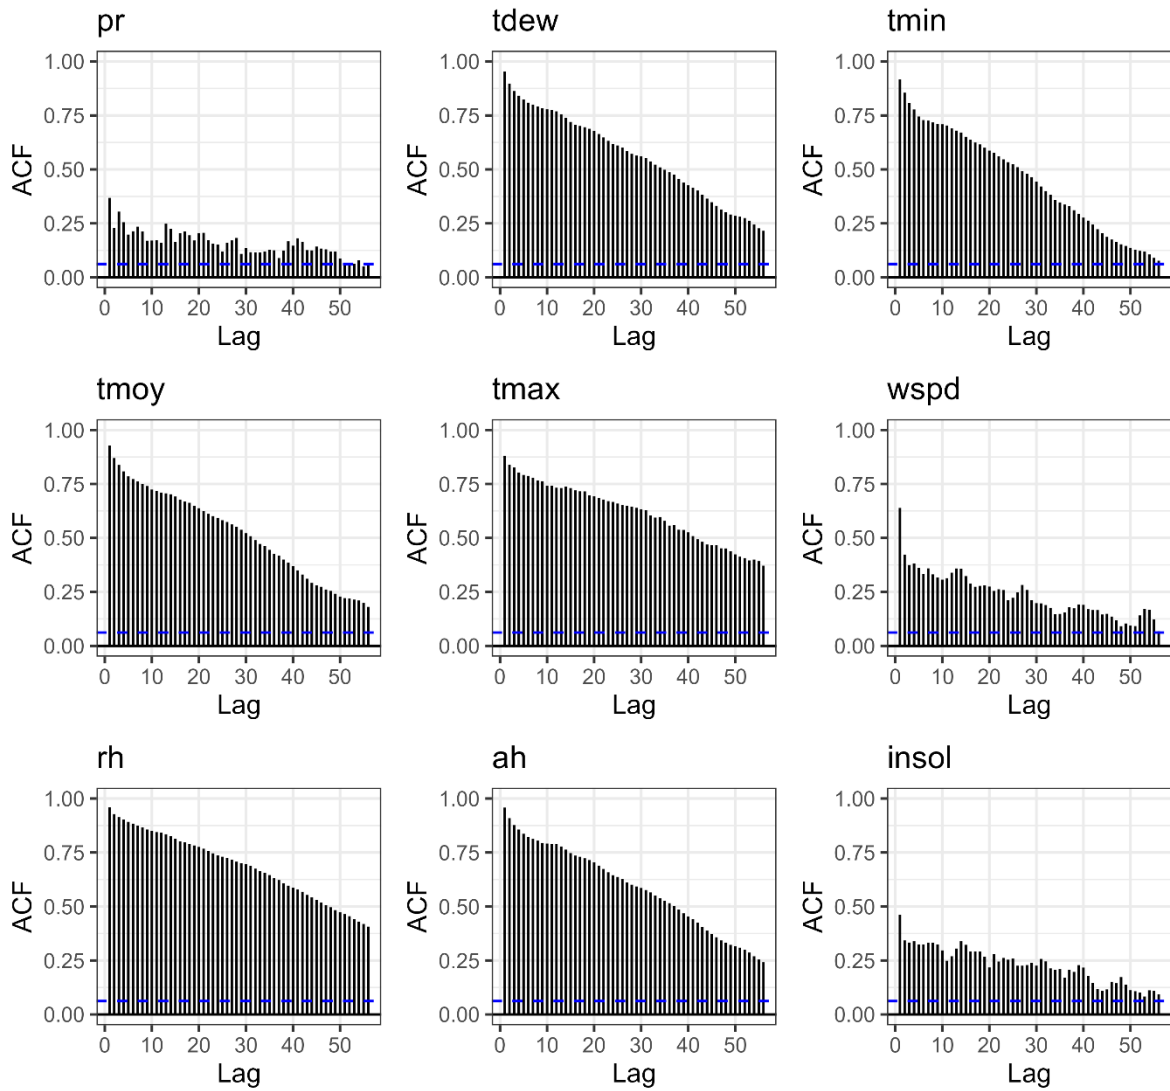 pr tdew tmin
1.00 1.00 1.00
0.75 0.75 0.75
ACF 0.50 ACF 0.50 ACF 0.50
0.25 0.25 0.25
0.00 0.00 0.00
0 10 20 30 40 50 0 10 20 30 40 50 0 10 20 30 40 50
Lag Lag Lag
tmoy tmax wspd
1.00 1.00 1.00
0.75 0.75 0.75
ACF 0.50 ACF 0.50 ACF 0.50
0.25 0.25 0.25
0.00 0.00 0.00
0 10 20 30 40 50 0 10 20 30 40 50 0 10 20 30 40 50
Lag Lag Lag
rh ah insol
1.00 1.00 1.00
0.75 0.75 0.75
ACF 0.50 ACF 0.50 ACF 0.50
0.25 0.25 0.25
0.00 0.00 0.00
0 10 20 30 40 50 0 10 20 30 40 50 0 10 20 30 40 50
Lag Lag Lag